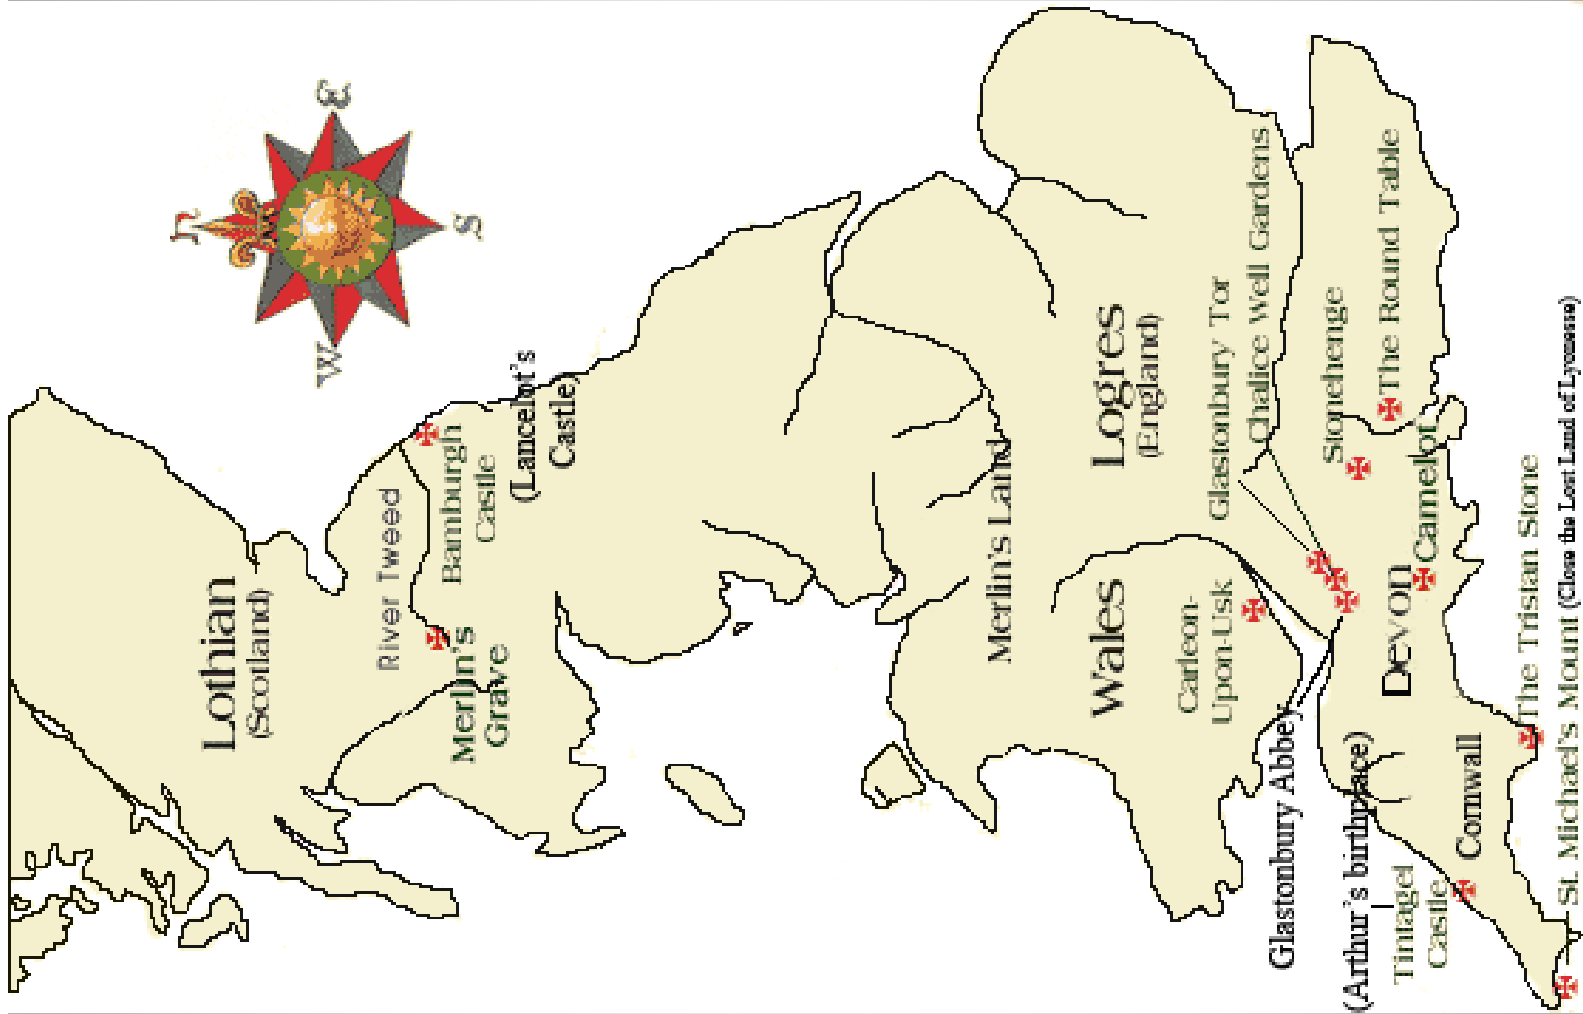 n
E
S
W
Lothian
(Scotland)
River Tweed
Bamburgh
Castle
(Lancelot's
Castle)
Merlin's
Grave
Merlin's Land
Logres
(England)
Wales
Carleon-
Upon-Usk
Glastonbury Tor
Chalice Well Gardens
Stonehenge
The Round Table
Camelot
Devon
Glastonbury Abbey
(Arthur's birthplace)
Tintagel
Castle
Cornwall
The Tristan Stone
St. Michael's Mount (Close the Lost Land of Lyonesse)